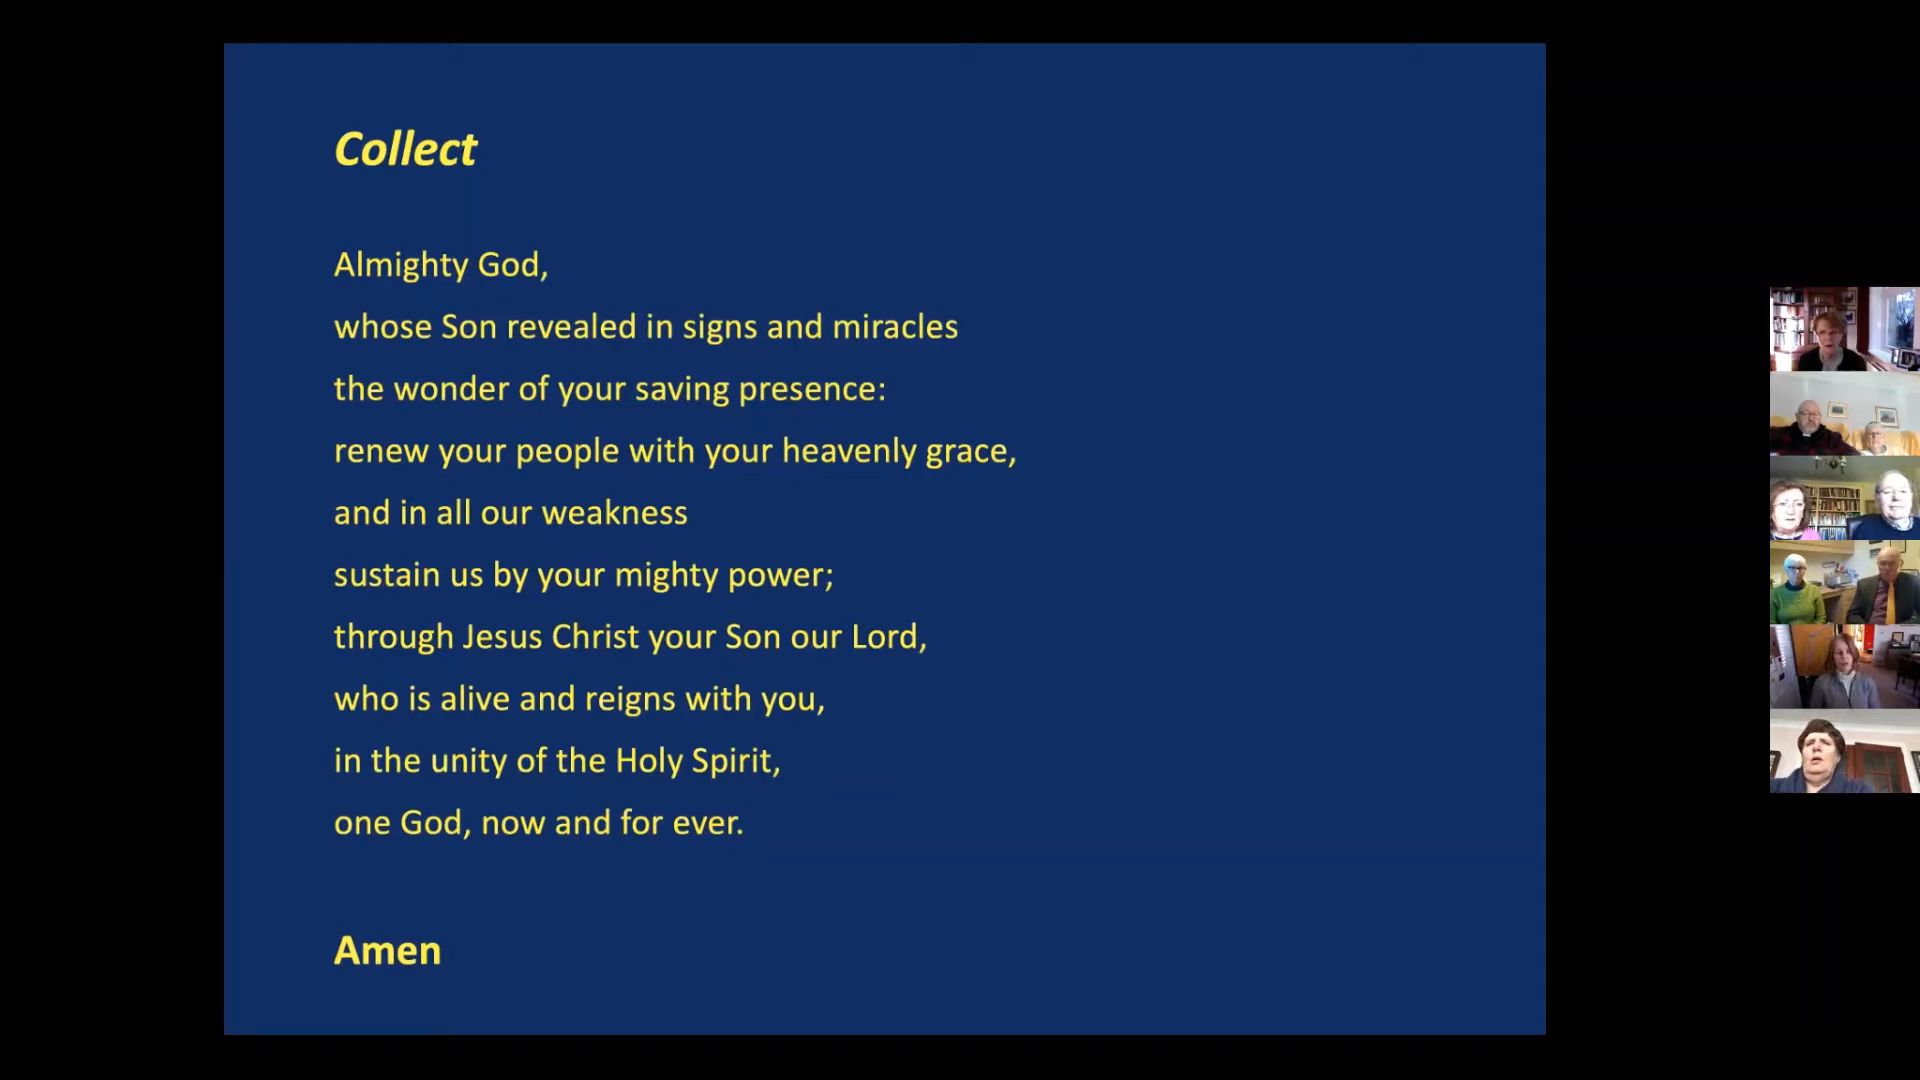 Collect
Almighty God,
whose Son revealed in signs and miracles
the wonder of your saving presence:
renew your people with your heavenly grace,
and in all our weakness
sustain us by your mighty power;
through Jesus Christ your Son our Lord,
who is alive and reigns with you,
in the unity of the Holy Spirit,
one God, now and for ever.
Amen